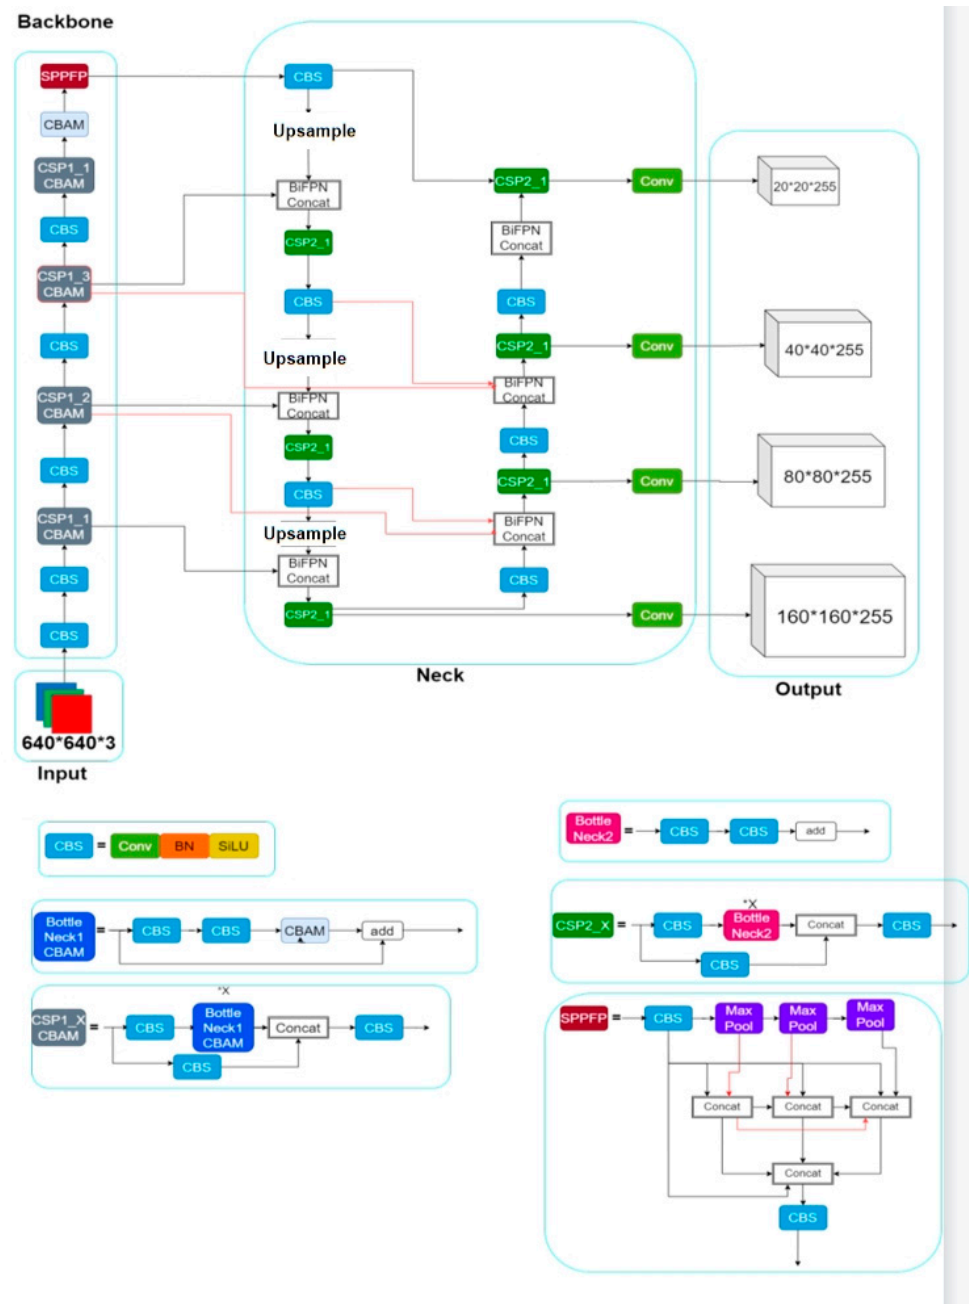 Backbone
SPPFP
CBAM
CSP1_1
CBAM
CBS
CSP1_3
CBAM
CBS
CSP1_2
CBAM
CBS
CSP1_1
CBAM
CBS
CBS
640*640*3
Input
CBS
Upsample
BiFPN
Concat
CSP2_1
CBS
Upsample
BiFPN
Concat
CSP2_1
CBS
Upsample
BiFPN
Concat
CSP2_1
CSP2_1
BiFPN
Concat
CBS
CSP2_1
BiFPN
Concat
CBS
CSP2_1
BiFPN
Concat
CBS
Conv
Conv
Conv
Conv
Neck
20*20*255
40*40*255
80*80*255
160*160*255
Output
CBS = Conv BN SiLU
Bottle
Neck1
CBAM
= CBS CBS CBAM add
*X
CSP1_X
CBAM
= CBS Bottle
Neck1
CBAM
Concat CBS
CBS
Bottle
Neck2
= CBS CBS add
*X
CSP2_X = CBS Bottle
Neck2
Concat CBS
CBS
SPPFP = CBS Max
Pool
Max
Pool
Max
Pool
Concat Concat Concat
Concat
CBS